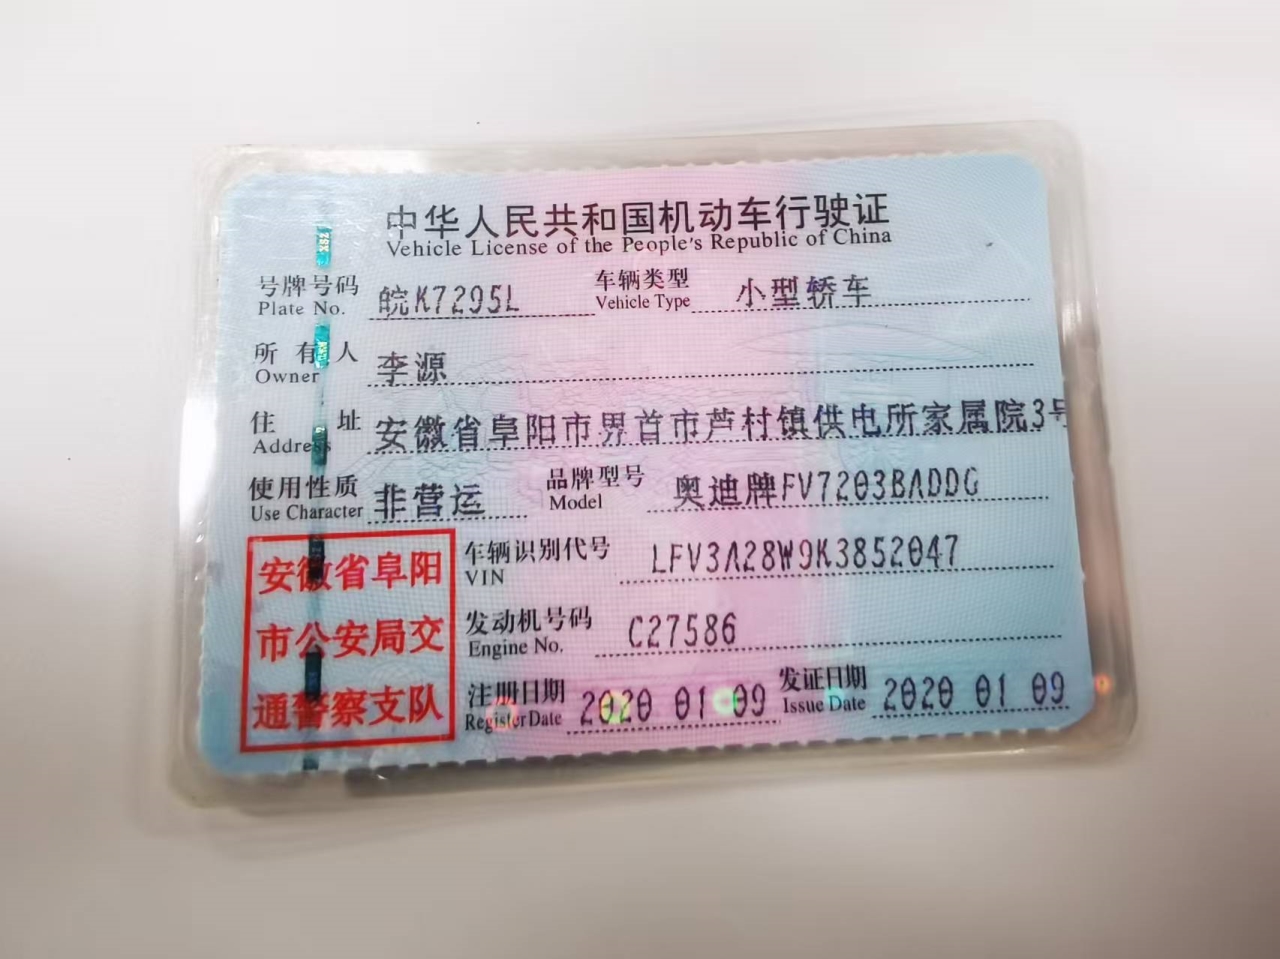 中华人民共和国机动车行驶证
Vehicle License of the People's Republic of China
号牌号码 皖K7295L 车辆类型 小型轿车
Plate No. Vehicle Type
所有人 李源
Owner
住址 安徽省阜阳市界首市芦村镇供电所家属院3号
Address
使用性质 非营运 品牌型号 奥迪牌FV7203BADDG
Use Character Model
车辆识别代号 LFV3A28W9K3852047
VIN
发动机号码 C27586
Engine No.
注册日期 2020 01 09 发证日期 2020 01 09
Register Date Issue Date
安徽省阜阳
市公安局交
通警察支队